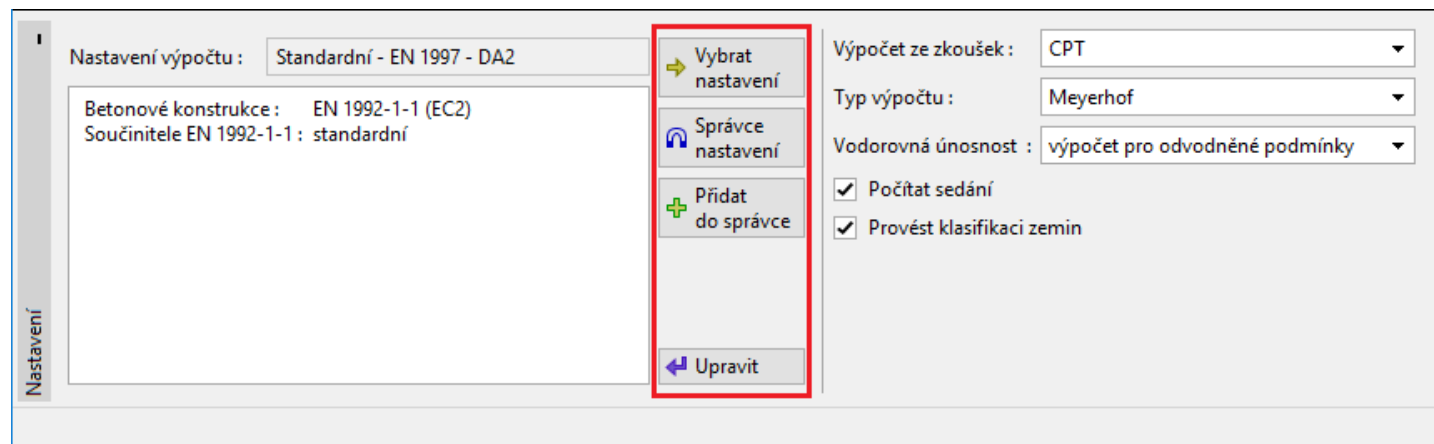 Nastavení
Nastavení výpočtu :
Standardní - EN 1997 - DA2
Betonové konstrukce : EN 1992-1-1 (EC2)
Součinitele EN 1992-1-1 : standardní
Vybrat
nastavení
Správce
nastavení
Přidat
do správce
Upravit
Výpočet ze zkoušek : CPT
Typ výpočtu : Meyerhof
Vodorovná únosnost : výpočet pro odvodněné podmínky
Počítat sedání
Provést klasifikaci zemin